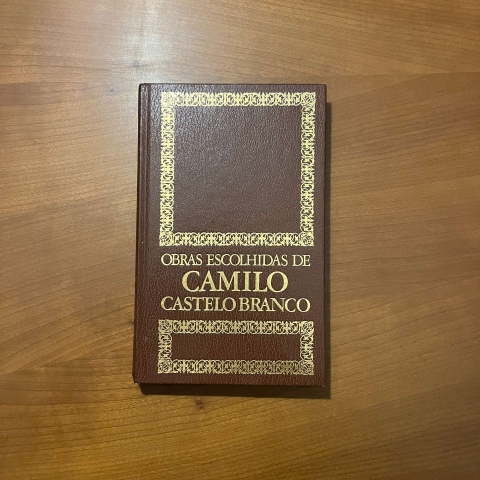 OBRAS ESCOLHIDAS DE
CAMILO
CASTELO BRANCO